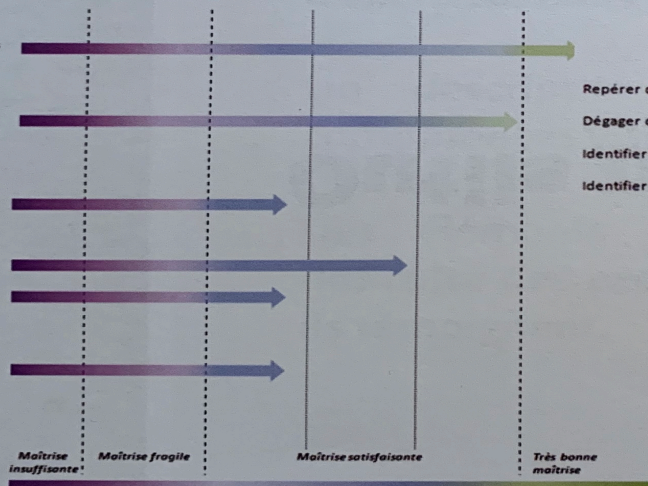 Repérer
Dégager
Identifier
Identifier
Maîtrise
insuffisante
Maîtrise fragile
Maîtrise satisfaisante
Très bonne
maîtrise